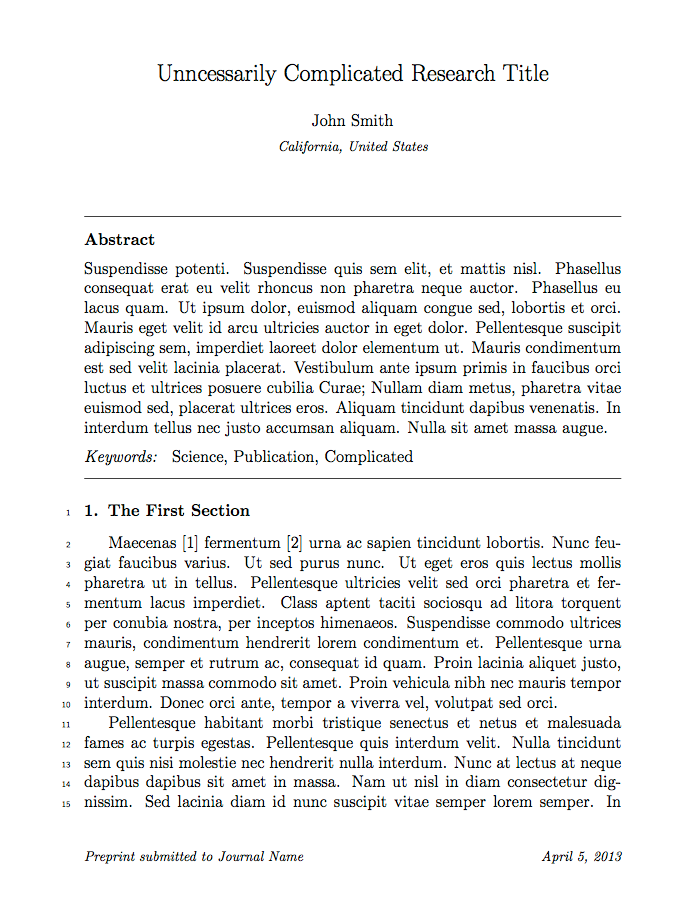 Unncessarily Complicated Research Title
John Smith
California, United States
Abstract
Suspendisse potenti. Suspendisse quis sem elit, et mattis nisl. Phasellus
consequat erat eu velit rhoncus non pharetra neque auctor. Phasellus eu
lacus quam. Ut ipsum dolor, euismod aliquam congue sed, lobortis et orci.
Mauris eget velit id arcu ultricies auctor in eget dolor. Pellentesque suscipit
adipiscing sem, imperdiet laoreet dolor elementum ut. Mauris condimentum
est sed velit lacinia placerat. Vestibulum ante ipsum primis in faucibus orci
luctus et ultrices posuere cubilia Curae; Nullam diam metus, pharetra vitae
euismod sed, placerat ultrices eros. Aliquam tincidunt dapibus venenatis. In
interdum tellus nec justo accumsan aliquam. Nulla sit amet massa augue.
Keywords: Science, Publication, Complicated
1 1. The First Section
2 Maecenas [1] fermentum [2] urna ac sapien tincidunt lobortis. Nunc feu-
3 giat faucibus varius. Ut sed purus nunc. Ut eget eros quis lectus mollis
4 pharetra ut in tellus. Pellentesque ultricies velit sed orci pharetra et fer-
5 mentum lacus imperdiet. Class aptent taciti sociosqu ad litora torquent
6 per conubia nostra, per inceptos himenaeos. Suspendisse commodo ultrices
7 mauris, condimentum hendrerit lorem condimentum et. Pellentesque urna
8 augue, semper et rutrum ac, consequat id quam. Proin lacinia aliquet justo,
9 ut suscipit massa commodo sit amet. Proin vehicula nibh nec mauris tempor
10 interdum. Donec orci ante, tempor a viverra vel, volutpat sed orci.
11 Pellentesque habitant morbi tristique senectus et netus et malesuada
12 fames ac turpis egestas. Pellentesque quis interdum velit. Nulla tincidunt
13 sem quis nisi molestie nec hendrerit nulla interdum. Nunc at lectus at neque
14 dapibus dapibus sit amet in massa. Nam ut nisl in diam consectetur dig-
15 nissim. Sed lacinia diam id nunc suscipit vitae semper lorem semper. In
Preprint submitted to Journal Name April 5, 2013